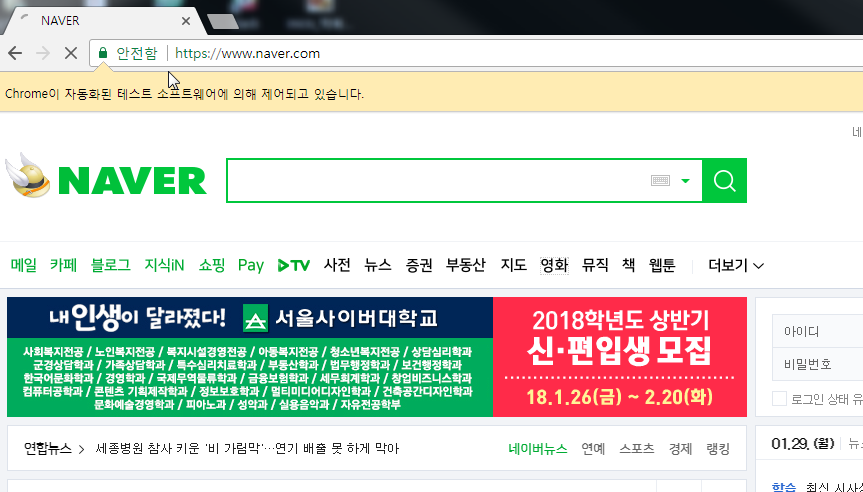 NAVER
안전함 https://www.naver.com
Chrome이 자동화된 테스트 소프트웨어에 의해 제어되고 있습니다.
네
NAVER
메일 카페 블로그 지식iN 쇼핑 Pay TV 사전 뉴스 증권 부동산 지도 영화 뮤직 책 웹툰 더보기
내 인생이 달라졌다! 서울사이버대학교
사회복지전공 / 노인복지전공 / 복지시설경영전공 / 아동복지전공 / 청소년복지전공 / 상담심리학과
군경상담학과 / 가족상담학과 / 특수심리치료학과 / 부동산학과 / 법무행정학과 / 보건행정학과
한국어문화학과 / 경영학과 / 국제무역물류학과 / 금융보험학과 / 세무회계학과 / 창업비즈니스학과
컴퓨터공학과 / 콘텐츠 기획제작학과 / 정보보호학과 / 멀티미디어디자인학과 / 건축공간디자인학과
문화예술경영학과 / 피아노과 / 성악과 / 실용음악과 / 자유전공학부
2018학년도 상반기
신·편입생 모집
18.1.26(금) ~ 2.20(화)
아이디
비밀번호
로그인 상태 유
연합뉴스 세종병원 참사 키운 '비 가림막'…연기 배출 못 하게 막아
네이버뉴스 연예 스포츠 경제 랭킹
01.29. (월) 뉴스
학습 최신 시사상